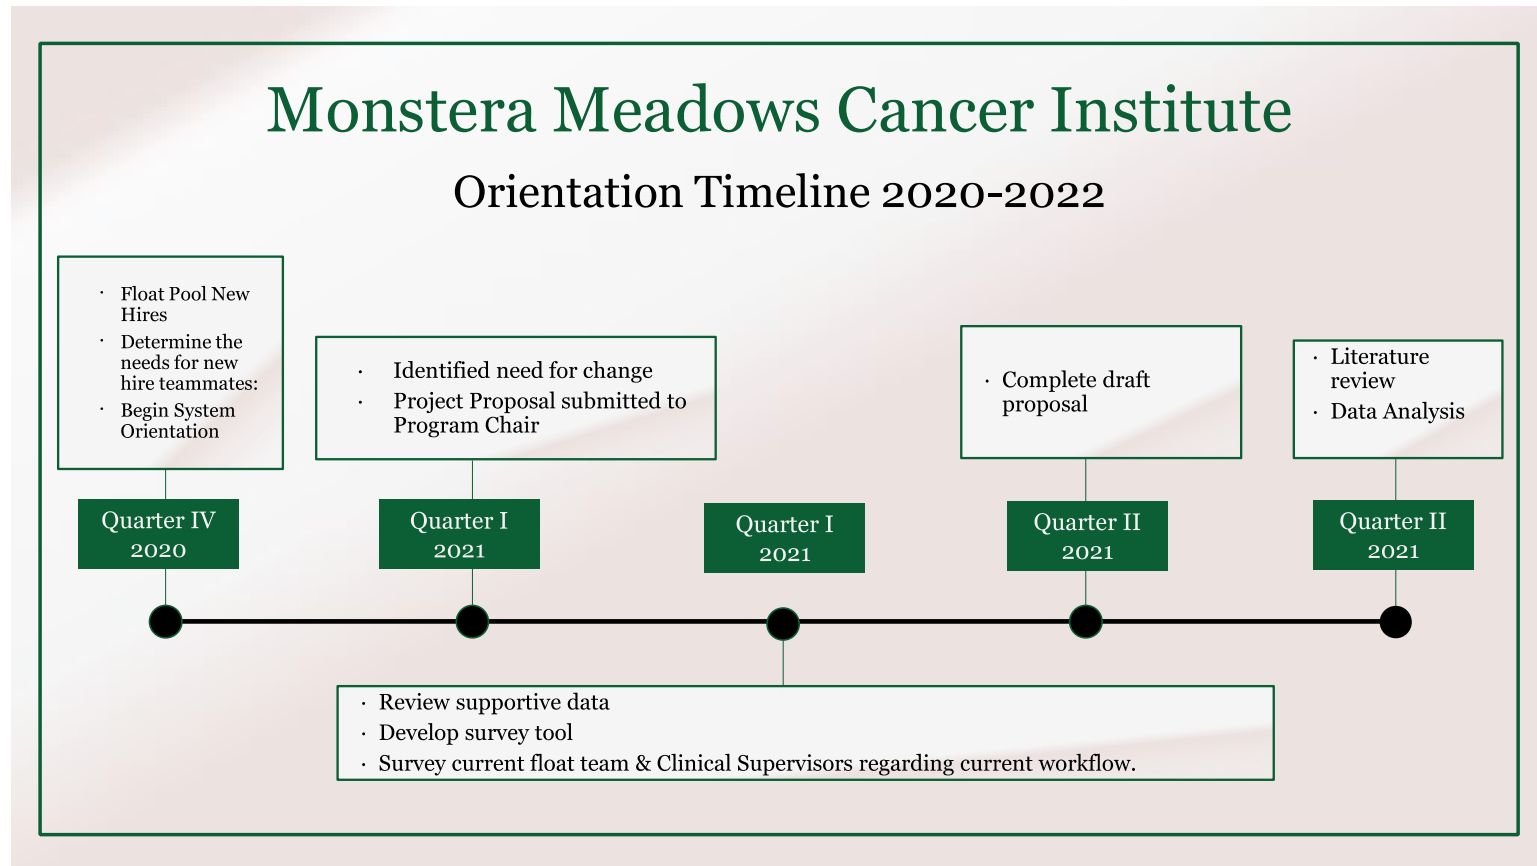 Monstera Meadows Cancer Institute
Orientation Timeline 2020-2022
· Float Pool New
Hires
· Determine the
needs for new
hire teammates:
· Begin System
Orientation
Quarter IV
2020
· Identified need for change
· Project Proposal submitted to
Program Chair
Quarter I
2021
Quarter I
2021
· Review supportive data
· Develop survey tool
· Survey current float team & Clinical Supervisors regarding current workflow.
· Complete draft
proposal
Quarter II
2021
· Literature
review
· Data Analysis
Quarter II
2021